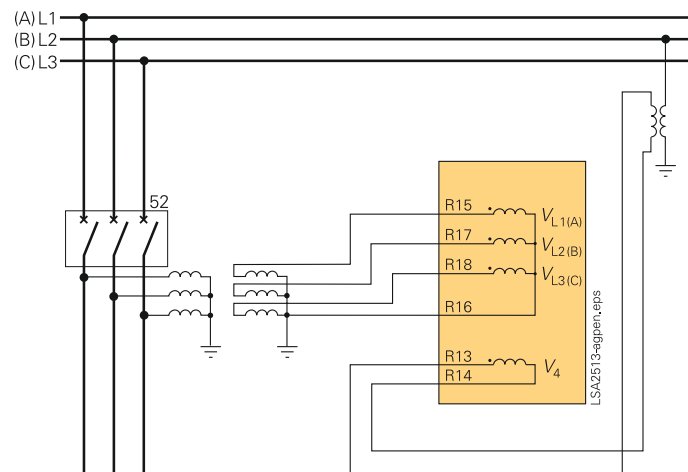 (A) L1
(B) L2
(C) L3
52
R15
VL1(A)
R17
VL2(B)
R18
VL3(C)
R16
R13
V4
R14
LSA2513-agpen.eps